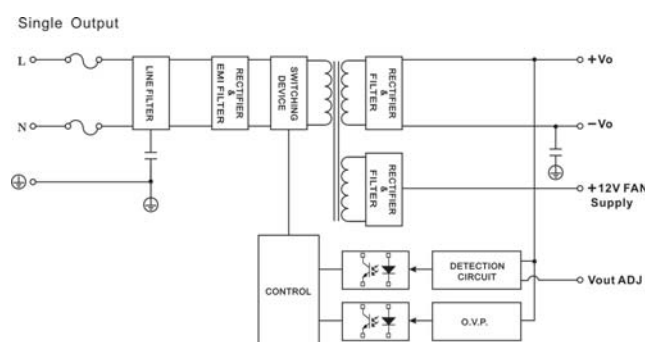 Single Output
L
LINE FILTER
RECTIFIER
&
EMI FILTER
SWITCHING
DEVICE
RECTIFIER
&
FILTER
+Vo
N
−Vo
RECTIFIER
&
FILTER
+12V FAN
Supply
CONTROL
DETECTION
CIRCUIT
Vout ADJ
O.V.P.